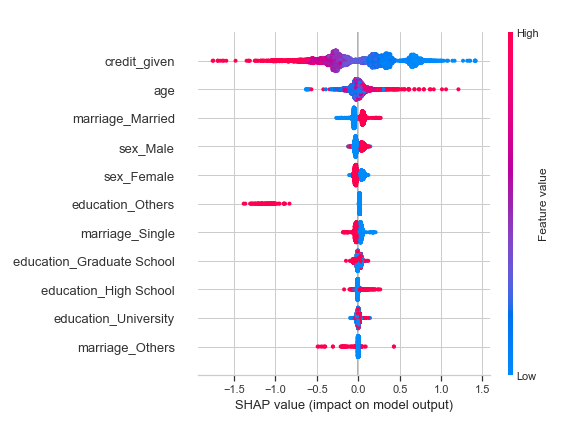 High
credit_given
age
marriage_Married
sex_Male
sex_Female
education_Others
marriage_Single
education_Graduate School
education_High School
education_University
marriage_Others
Feature value
Low
−1.5 −1.0 −0.5 0.0 0.5 1.0 1.5
SHAP value (impact on model output)